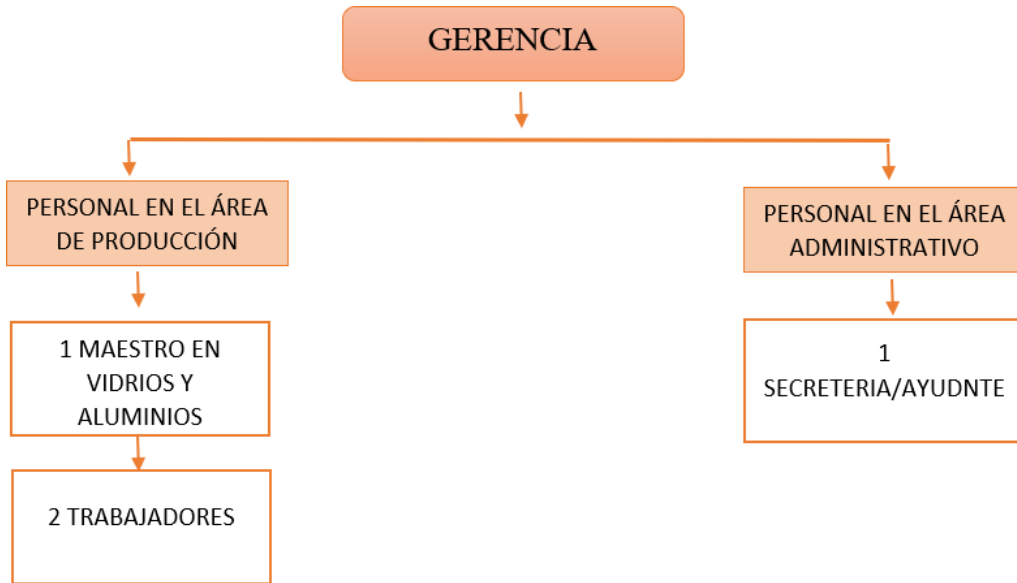 GERENCIA
PERSONAL EN EL ÁREA
DE PRODUCCIÓN
1 MAESTRO EN
VIDRIOS Y
ALUMINIOS
2 TRABAJADORES
PERSONAL EN EL ÁREA
ADMINISTRATIVO
1
SECRETERIA/AYUDNTE